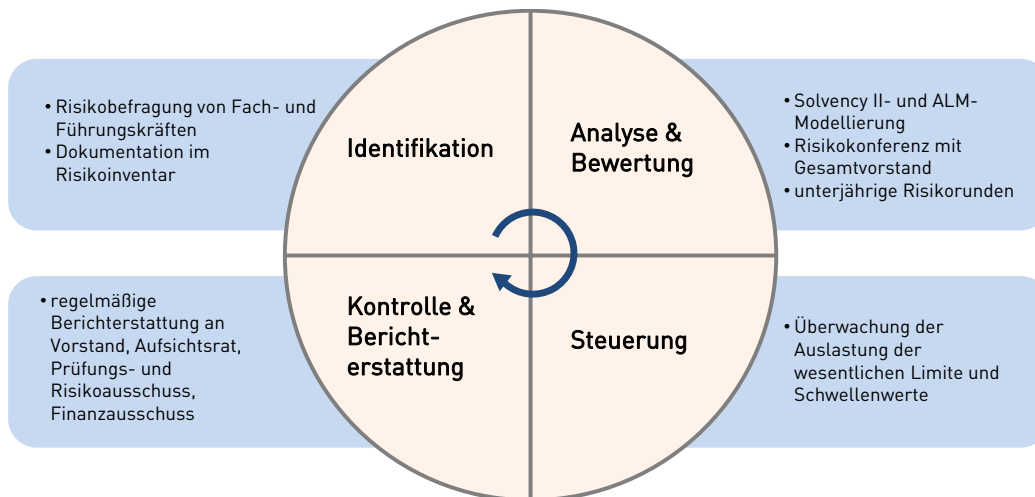 • Risikobefragung von Fach- und
Führungskräften
• Dokumentation im
Risikoinventar
Identifikation
Analyse &
Bewertung
• Solvency II- und ALM-
Modellierung
• Risikokonferenz mit
Gesamtvorstand
• unterjährige Risikorunden
• regelmäßige
Berichterstattung an
Vorstand, Aufsichtsrat,
Prüfungs- und
Risikoausschuss,
Finanzausschuss
Kontrolle &
Bericht-
erstattung
Steuerung
• Überwachung der
Auslastung der
wesentlichen Limite und
Schwellenwerte